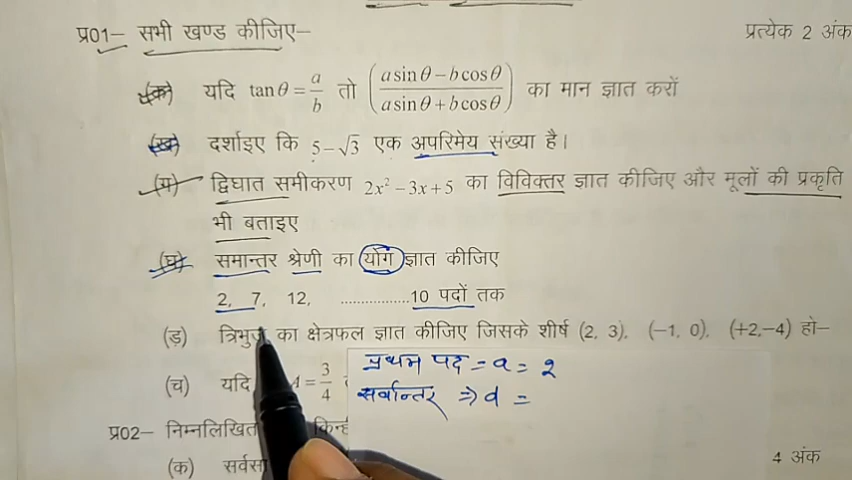 प्र01- सभी खण्ड कीजिए-
प्रत्येक 2 अंक
(क) यदि tanθ = a/b तो ((a sinθ − b cosθ)/(a sinθ + b cosθ)) का मान ज्ञात करों
(ख) दर्शाइए कि 5−√3 एक अपरिमेय संख्या है।
(ग) द्विघात समीकरण 2x² −3x+5 का विविक्तर ज्ञात कीजिए और मूलों की प्रकृति
भी बताइए
(घ) समान्तर श्रेणी का योग ज्ञात कीजिए
2, 7, 12, .................10 पदों तक
(ड़) त्रिभुज का क्षेत्रफल ज्ञात कीजिए जिसके शीर्ष (2, 3), (−1, 0), (+2,−4) हो−
प्रथम पद = a = 2
(च) यदि = 3/4
सर्वान्तर ⇒ d =
प्र02− निम्नलिखित
4 अंक
(क)